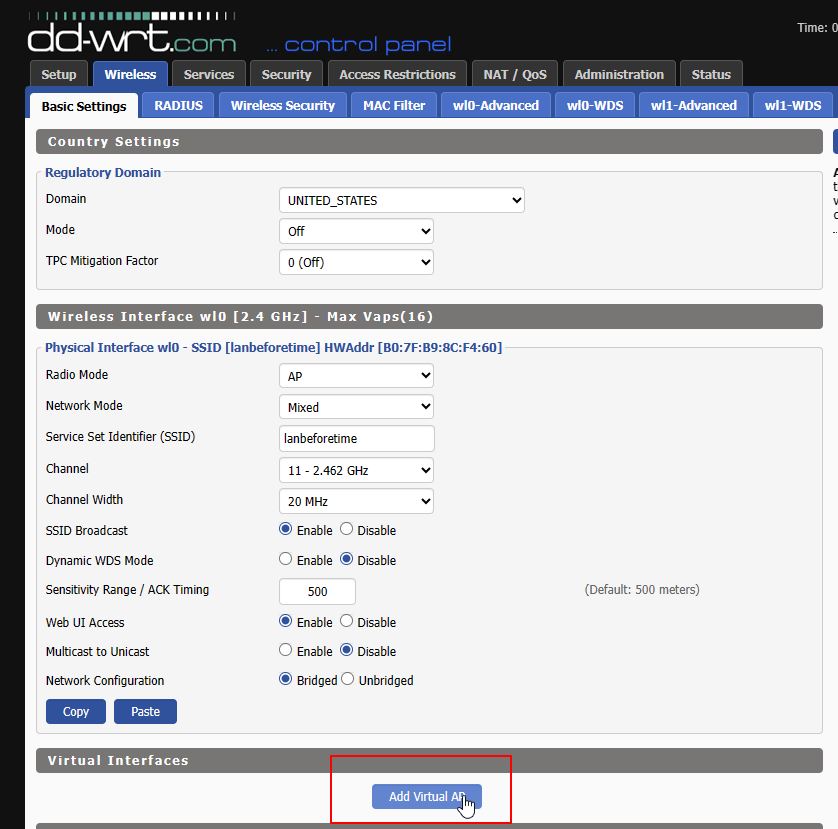 dd-wrt.com ... control panel
Time: 0
Setup Wireless Services Security Access Restrictions NAT / QoS Administration Status
Basic Settings RADIUS Wireless Security MAC Filter wl0-Advanced wl0-WDS wl1-Advanced wl1-WDS
Country Settings
Regulatory Domain
Domain UNITED_STATES
Mode Off
TPC Mitigation Factor 0 (Off)
Wireless Interface wl0 [2.4 GHz] - Max Vaps(16)
Physical Interface wl0 - SSID [lanbeforetime] HWAddr [B0:7F:B9:8C:F4:60]
Radio Mode AP
Network Mode Mixed
Service Set Identifier (SSID) lanbeforetime
Channel 11 - 2.462 GHz
Channel Width 20 MHz
SSID Broadcast Enable Disable
Dynamic WDS Mode Enable Disable
Sensitivity Range / ACK Timing 500 (Default: 500 meters)
Web UI Access Enable Disable
Multicast to Unicast Enable Disable
Network Configuration Bridged Unbridged
Copy Paste
Virtual Interfaces
Add Virtual AP